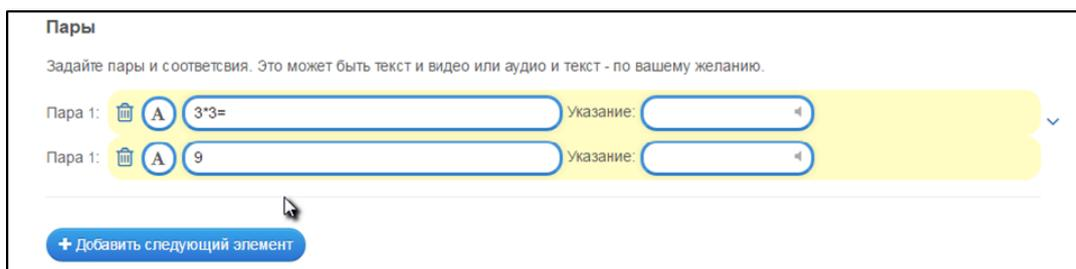 Пары
Задайте пары и соответсвия. Это может быть текст и видео или аудио и текст - по вашему желанию.
Пара 1: A 3*3= Указание:
Пара 1: A 9 Указание:
+ Добавить следующий элемент